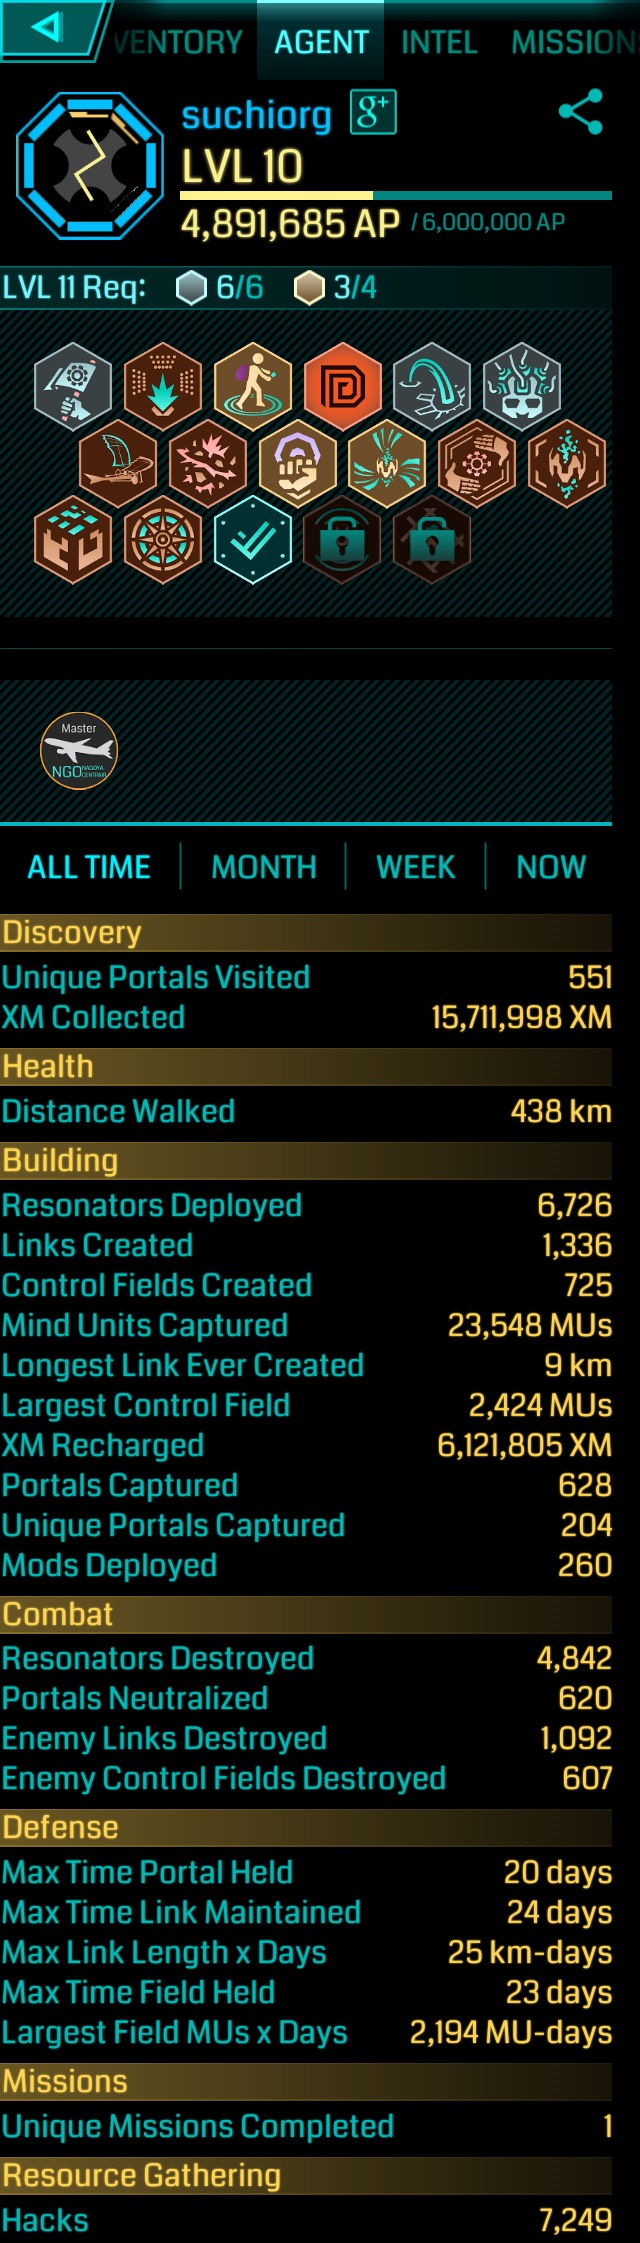 VENTORY AGENT INTEL MISSION
suchiorg g+
LVL 10
4,891,685 AP / 6,000,000 AP
LVL 11 Req: 6/6 3/4
Master
NGO NAGOYA CENTRAIR
ALL TIME MONTH WEEK NOW
Discovery
Unique Portals Visited 551
XM Collected 15,711,998 XM
Health
Distance Walked 438 km
Building
Resonators Deployed 6,726
Links Created 1,336
Control Fields Created 725
Mind Units Captured 23,548 MUs
Longest Link Ever Created 9 km
Largest Control Field 2,424 MUs
XM Recharged 6,121,805 XM
Portals Captured 628
Unique Portals Captured 204
Mods Deployed 260
Combat
Resonators Destroyed 4,842
Portals Neutralized 620
Enemy Links Destroyed 1,092
Enemy Control Fields Destroyed 607
Defense
Max Time Portal Held 20 days
Max Time Link Maintained 24 days
Max Link Length x Days 25 km-days
Max Time Field Held 23 days
Largest Field MUs x Days 2,194 MU-days
Missions
Unique Missions Completed 1
Resource Gathering
Hacks 7,249